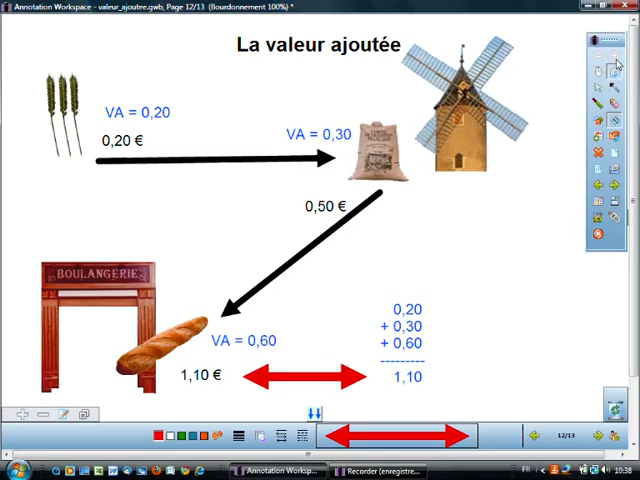 Annotation Workspace - valeur_ajoutee.gwb, Page 12/13 (Bourdonnement 100%) *
La valeur ajoutée
VA = 0,20
0,20 €
VA = 0,30
0,50 €
BOULANGERIE
VA = 0,60
1,10 €
0,20
+ 0,30
+ 0,60
----------
1,10
12/13
Annotation Worksp...
Recorder (enregistre...
FR
10:38